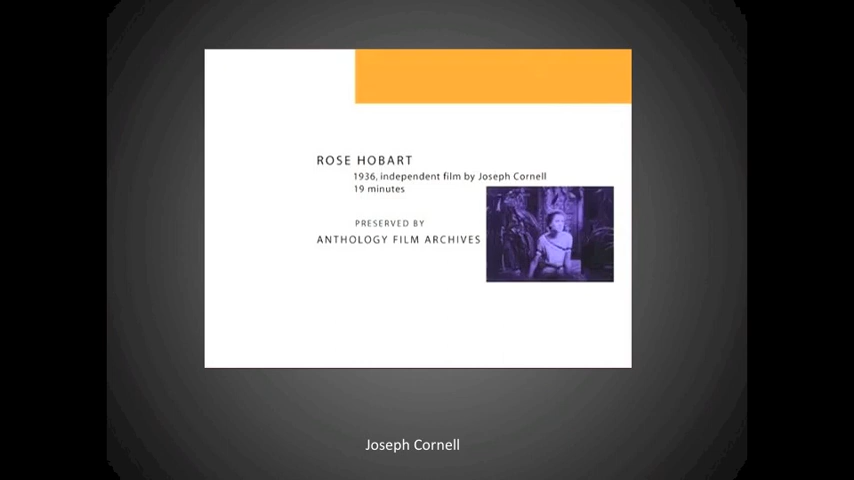 ROSE HOBART
1936, independent film by Joseph Cornell
19 minutes
PRESERVED BY
ANTHOLOGY FILM ARCHIVES
Joseph Cornell